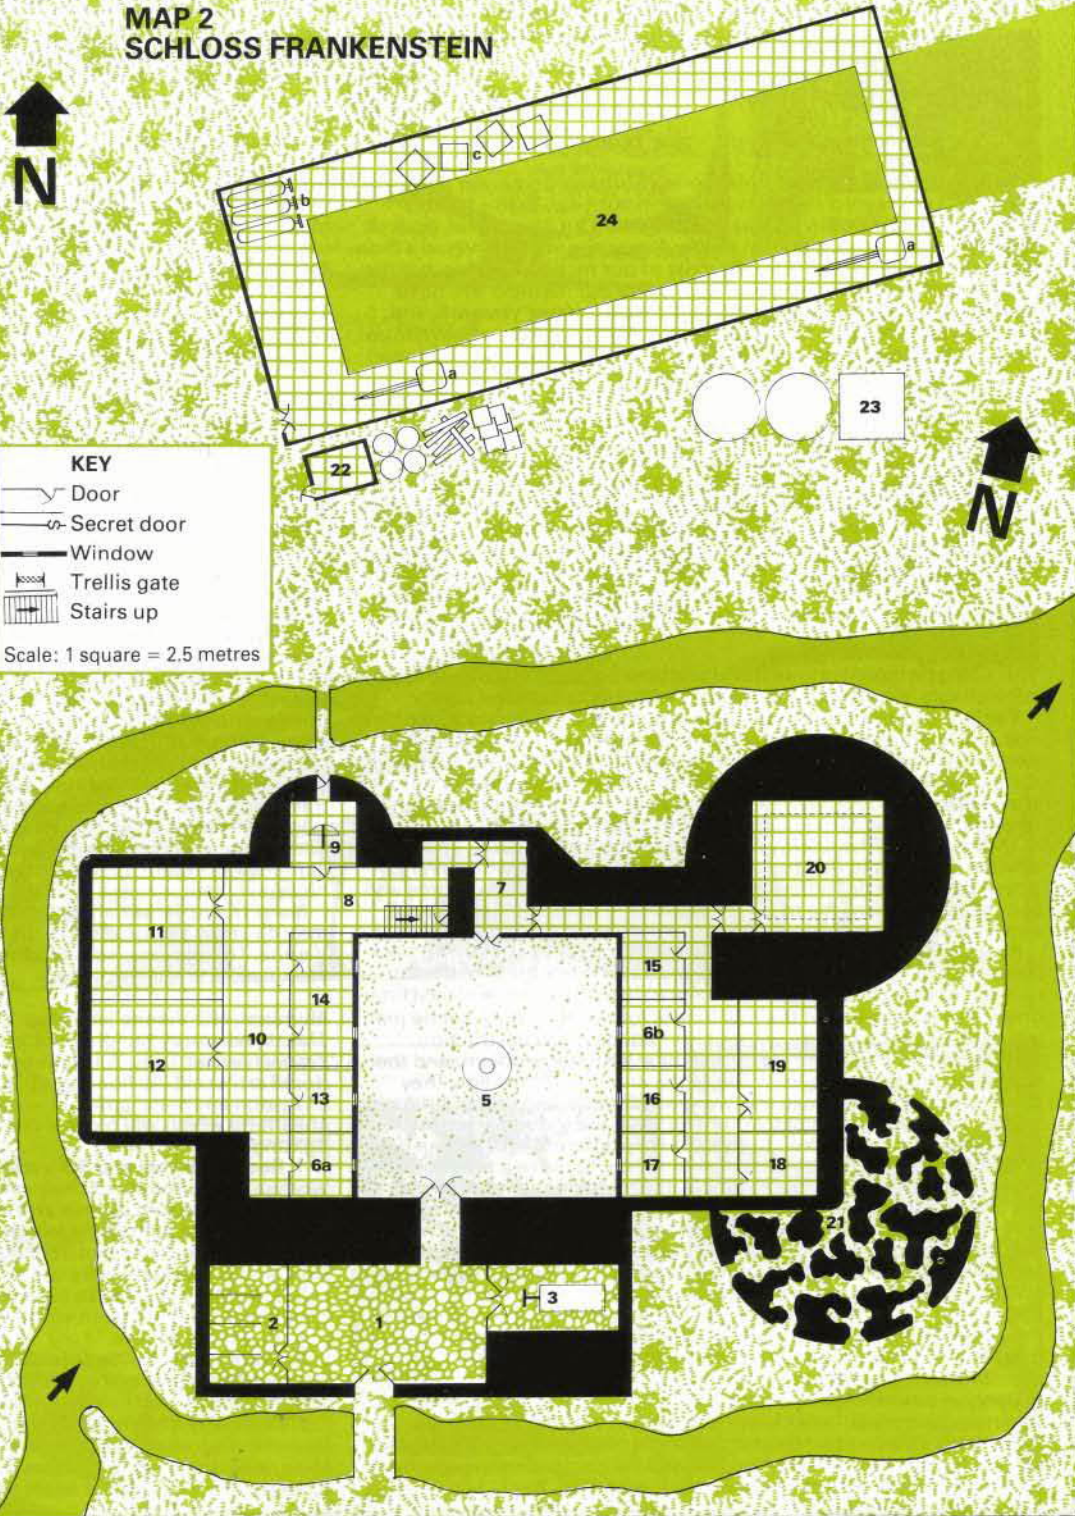 MAP 2
SCHLOSS FRANKENSTEIN
N
c
b
24
a
a
23
22
N
KEY
Door
S Secret door
Window
Trellis gate
Stairs up
Scale: 1 square = 2.5 metres
9
20
7
8
11
15
14
6b
10
12
19
5
13
16
6a
17
18
21
3
2
1